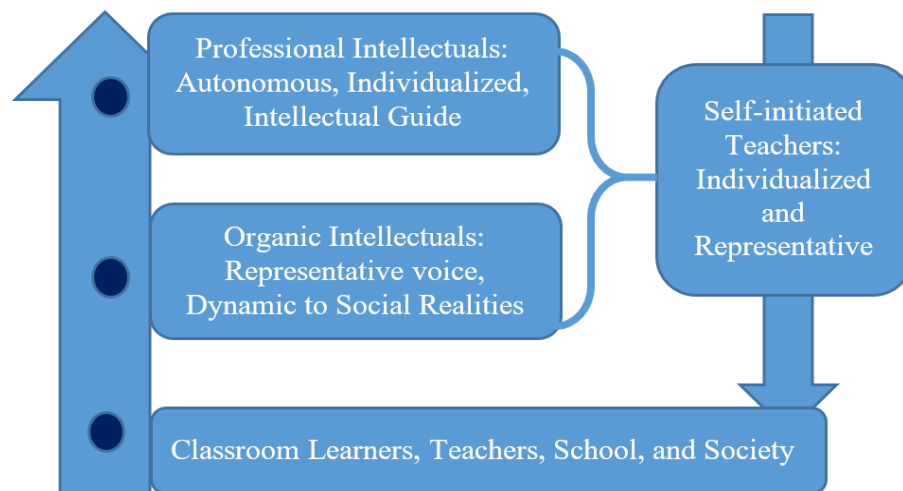 Professional Intellectuals:
Autonomous, Individualized,
Intellectual Guide
Self-initiated
Teachers:
Individualized
and
Representative
Organic Intellectuals:
Representative voice,
Dynamic to Social Realities
Classroom Learners, Teachers, School, and Society